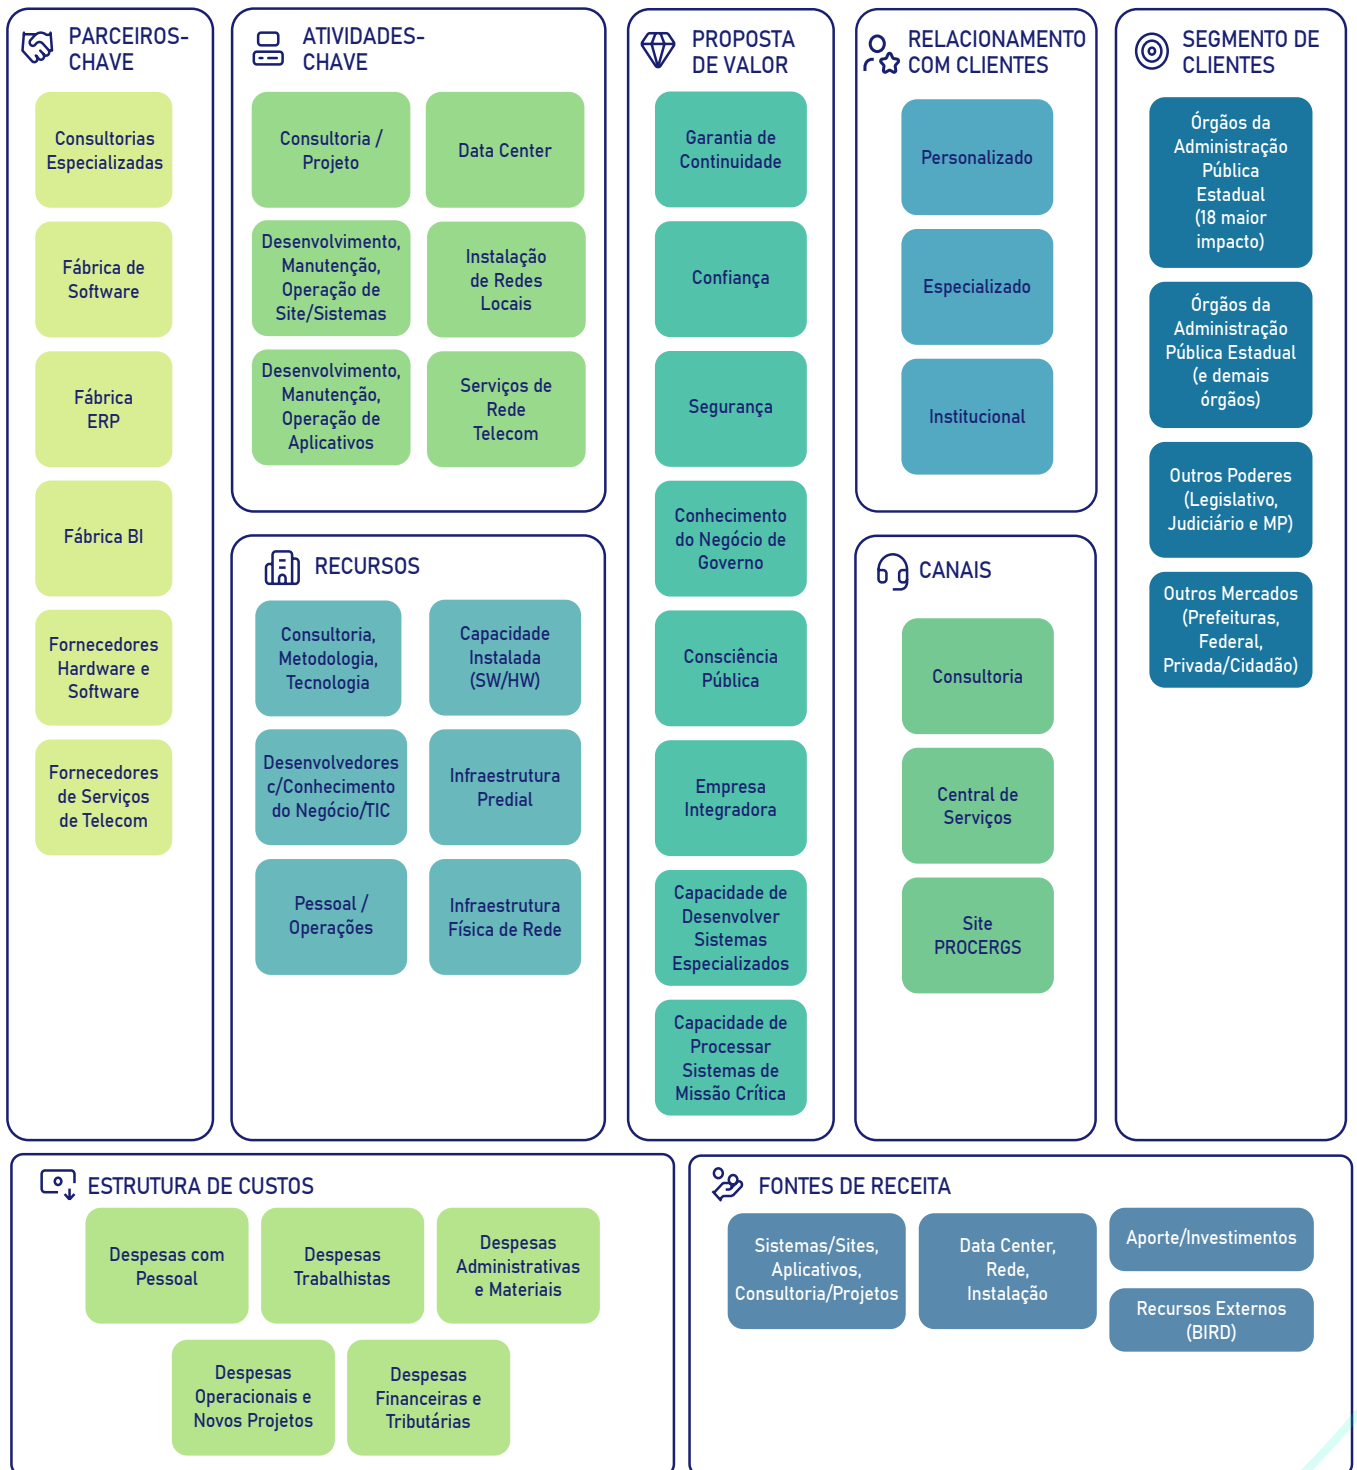 PARCEIROS-
CHAVE
Consultorias
Especializadas
Fábrica de
Software
Fábrica
ERP
Fábrica BI
Fornecedores
Hardware e
Software
Fornecedores
de Serviços
de Telecom
ATIVIDADES-
CHAVE
Consultoria /
Projeto
Data Center
Desenvolvimento,
Manutenção,
Operação de
Site/Sistemas
Instalação
de Redes
Locais
Desenvolvimento,
Manutenção,
Operação de
Aplicativos
Serviços de
Rede
Telecom
RECURSOS
Consultoria,
Metodologia,
Tecnologia
Capacidade
Instalada
(SW/HW)
Desenvolvedores
c/Conhecimento
do Negócio/TIC
Infraestrutura
Predial
Pessoal /
Operações
Infraestrutura
Física de Rede
PROPOSTA
DE VALOR
Garantia de
Continuidade
Confiança
Segurança
Conhecimento
do Negócio de
Governo
Consciência
Pública
Empresa
Integradora
Capacidade de
Desenvolver
Sistemas
Especializados
Capacidade de
Processar
Sistemas de
Missão Crítica
RELACIONAMENTO
COM CLIENTES
Personalizado
Especializado
Institucional
CANAIS
Consultoria
Central de
Serviços
Site
PROCERGS
SEGMENTO DE
CLIENTES
Órgãos da
Administração
Pública
Estadual
(18 maior
impacto)
Órgãos da
Administração
Pública Estadual
(e demais
órgãos)
Outros Poderes
(Legislativo,
Judiciário e MP)
Outros Mercados
(Prefeituras,
Federal,
Privada/Cidadão)
ESTRUTURA DE CUSTOS
Despesas com
Pessoal
Despesas
Trabalhistas
Despesas
Administrativas
e Materiais
Despesas
Operacionais e
Novos Projetos
Despesas
Financeiras e
Tributárias
FONTES DE RECEITA
Sistemas/Sites,
Aplicativos,
Consultoria/Projetos
Data Center,
Rede,
Instalação
Aporte/Investimentos
Recursos Externos
(BIRD)